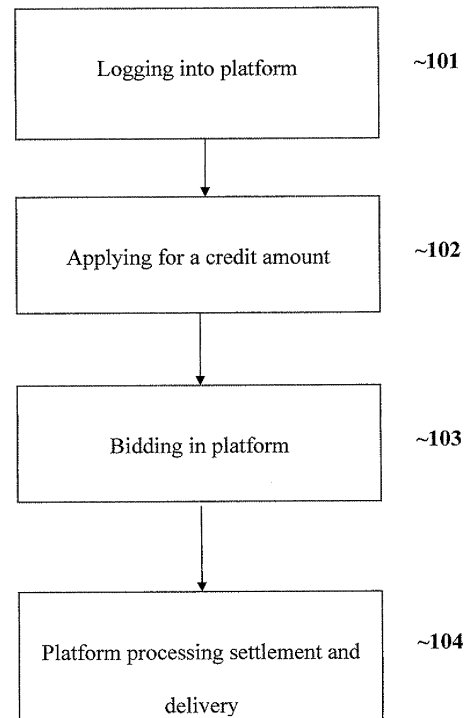 Logging into platform
~101
Applying for a credit amount
~102
Bidding in platform
~103
Platform processing settlement and
~104
delivery